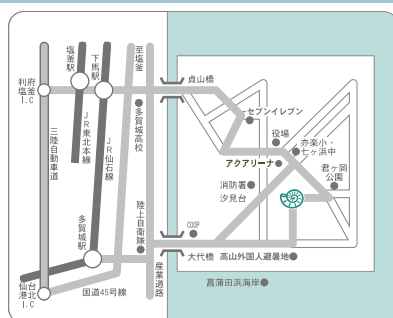 塩釜駅
下馬駅
至塩釜
利府塩釜I.C
貞山橋
セブンイレブン
多賀城高校
役場
亦楽小・七ヶ浜中
JR東北本線
JR仙石線
三陸自動車道
アクアリーナ
君ヶ岡公園
消防署
汐見台
陸上自衛隊
多賀城駅
COOP
大代橋
高山外国人避暑地
産業道路
仙台港北I.C
国道45号線
菖蒲田浜海岸